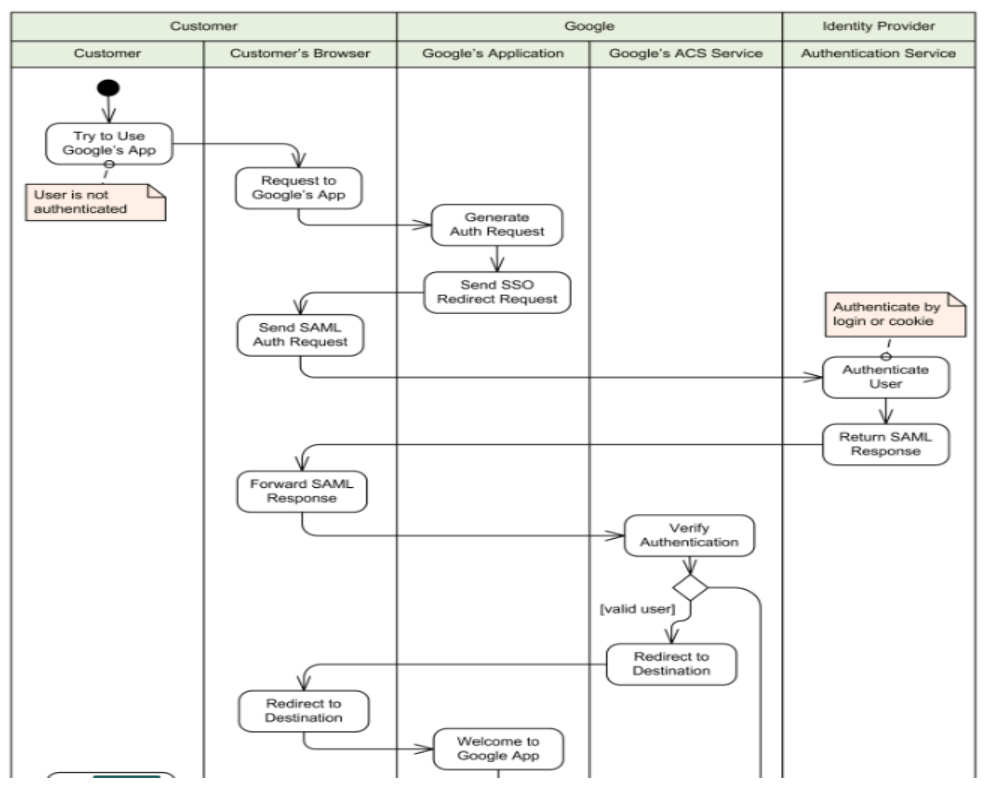 Customer
Google
Identity Provider
Customer
Customer's Browser
Google's Application
Google's ACS Service
Authentication Service
Try to Use
Google's App
User is not
authenticated
Request to
Google's App
Generate
Auth Request
Send SSO
Redirect Request
Send SAML
Auth Request
Authenticate by
login or cookie
Authenticate
User
Return SAML
Response
Forward SAML
Response
Verify
Authentication
[valid user]
Redirect to
Destination
Redirect to
Destination
Welcome to
Google App